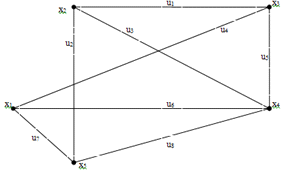 x₂ u₁ x₃
u₃ u₄
u₂
u₅
x₁ u₆ x₄
u₇
u₈
x₅